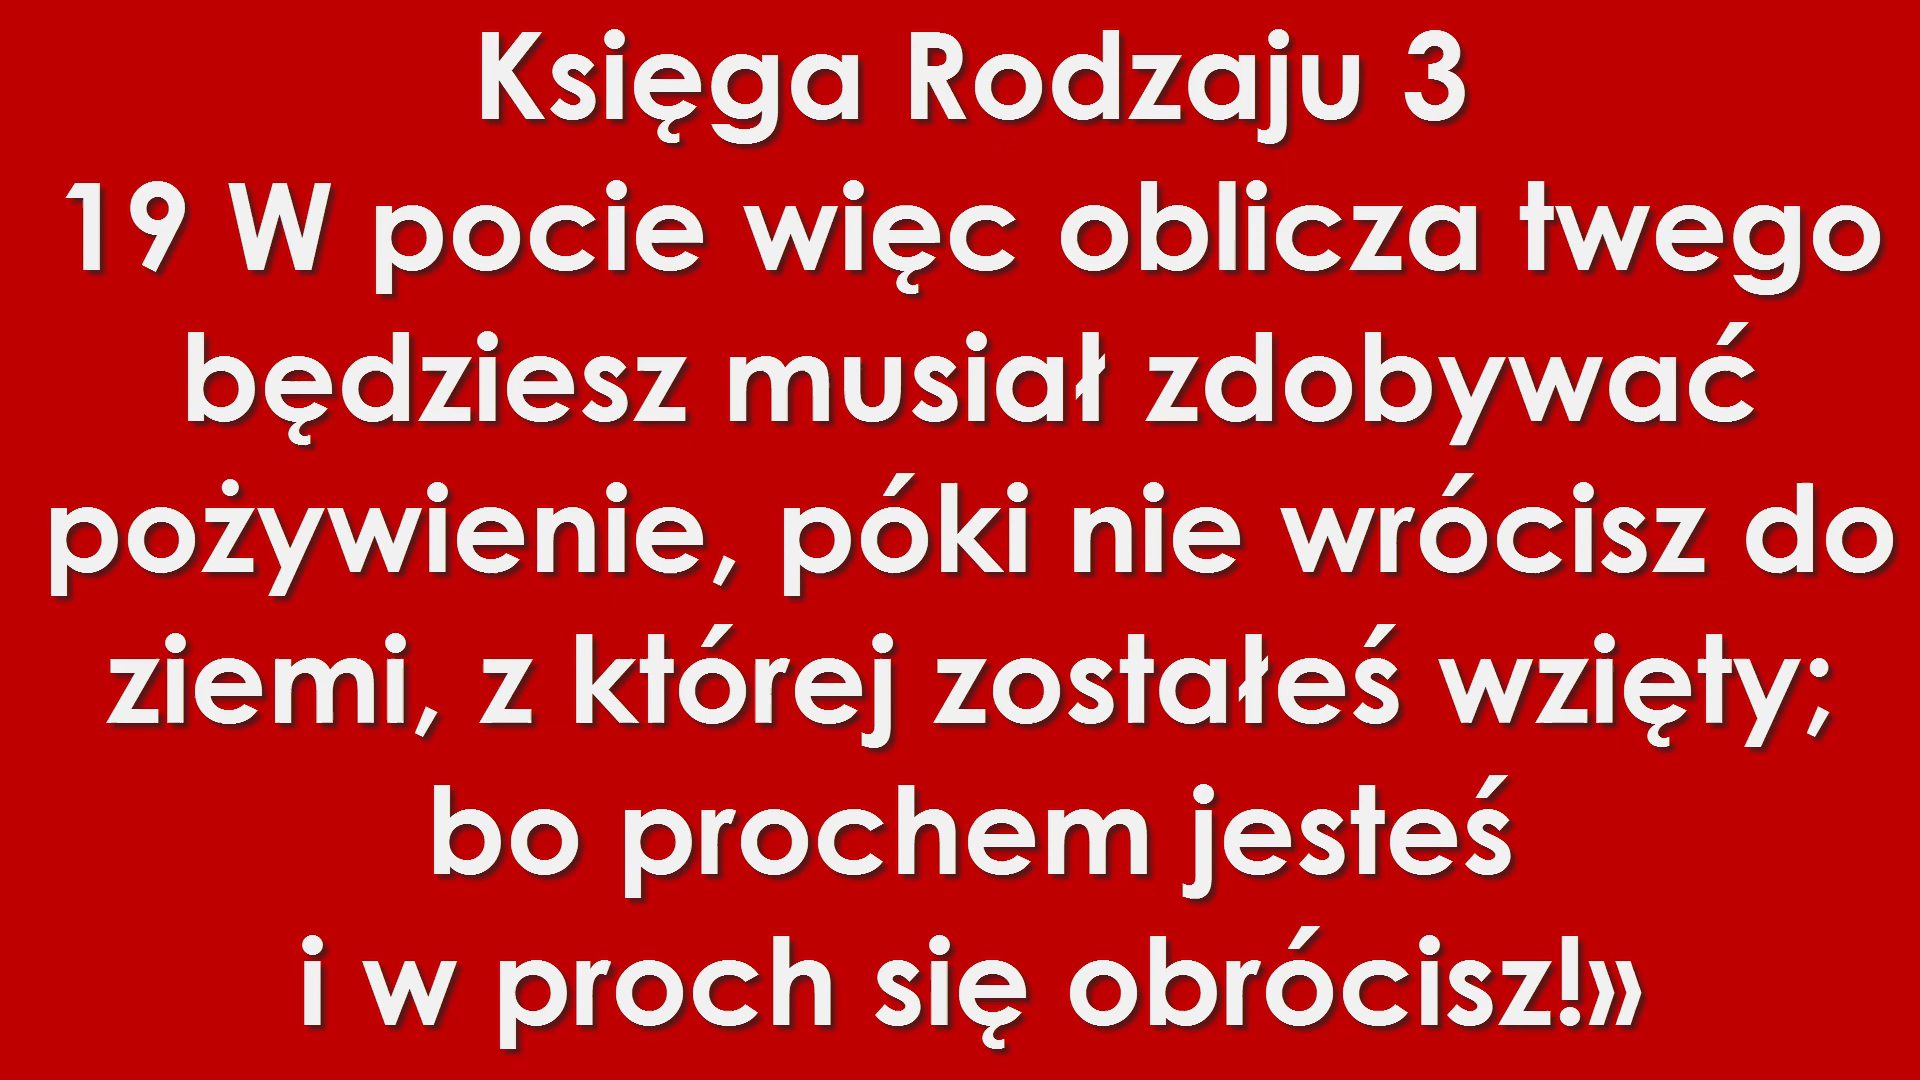 Księga Rodzaju 3
19 W pocie więc oblicza twego
będziesz musiał zdobywać
pożywienie, póki nie wrócisz do
ziemi, z której zostałeś wzięty;
bo prochem jesteś
i w proch się obrócisz!»